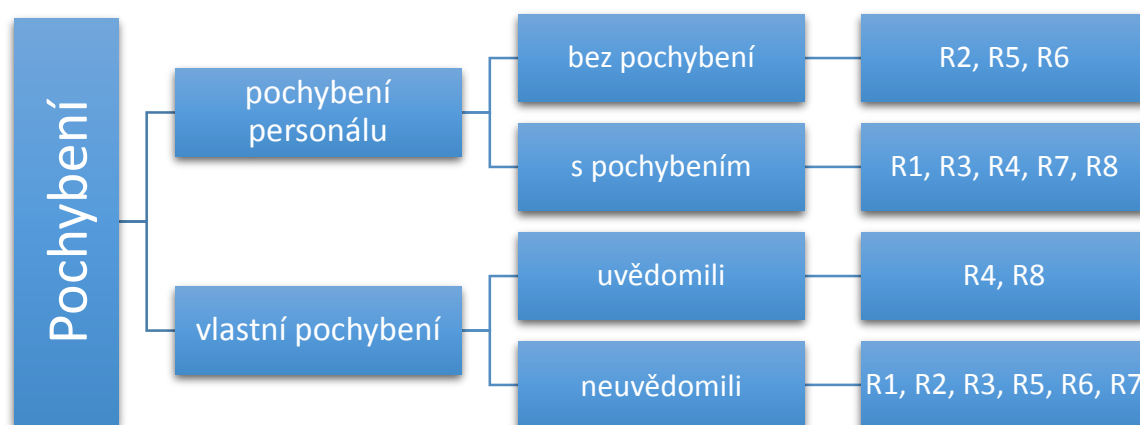 Pochybení
pochybení
personálu
bez pochybení
R2, R5, R6
s pochybením
R1, R3, R4, R7, R8
vlastní pochybení
uvědomili
R4, R8
neuvědomili
R1, R2, R3, R5, R6, R7